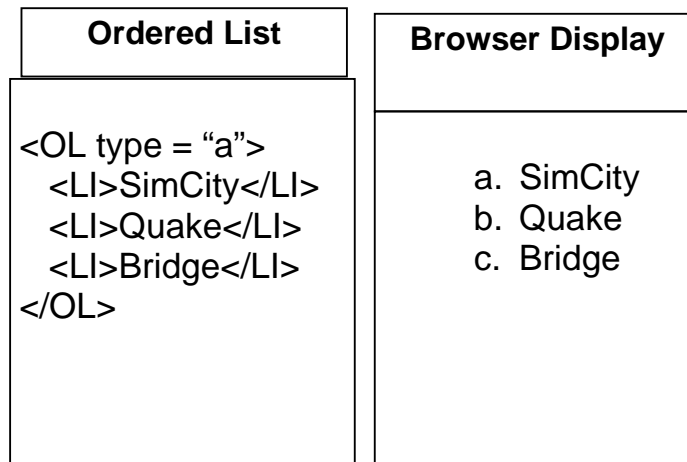 Ordered List
<OL type = “a”>
<LI>SimCity</LI>
<LI>Quake</LI>
<LI>Bridge</LI>
</OL>
Browser Display
a. SimCity
b. Quake
c. Bridge